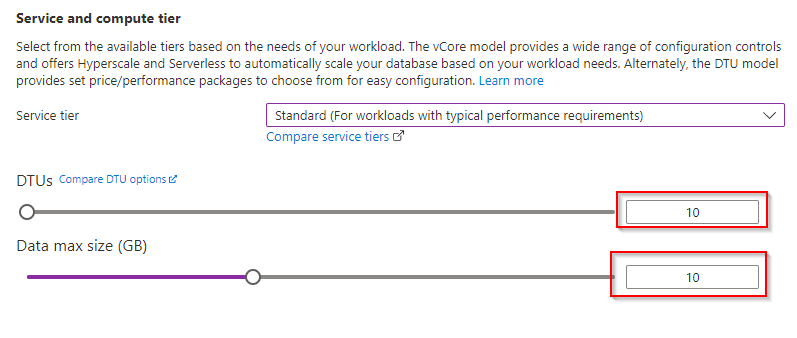 Service and compute tier
Select from the available tiers based on the needs of your workload. The vCore model provides a wide range of configuration controls
and offers Hyperscale and Serverless to automatically scale your database based on your workload needs. Alternately, the DTU model
provides set price/performance packages to choose from for easy configuration. Learn more
Service tier
Standard (For workloads with typical performance requirements)
Compare service tiers
DTUs Compare DTU options
10
Data max size (GB)
10